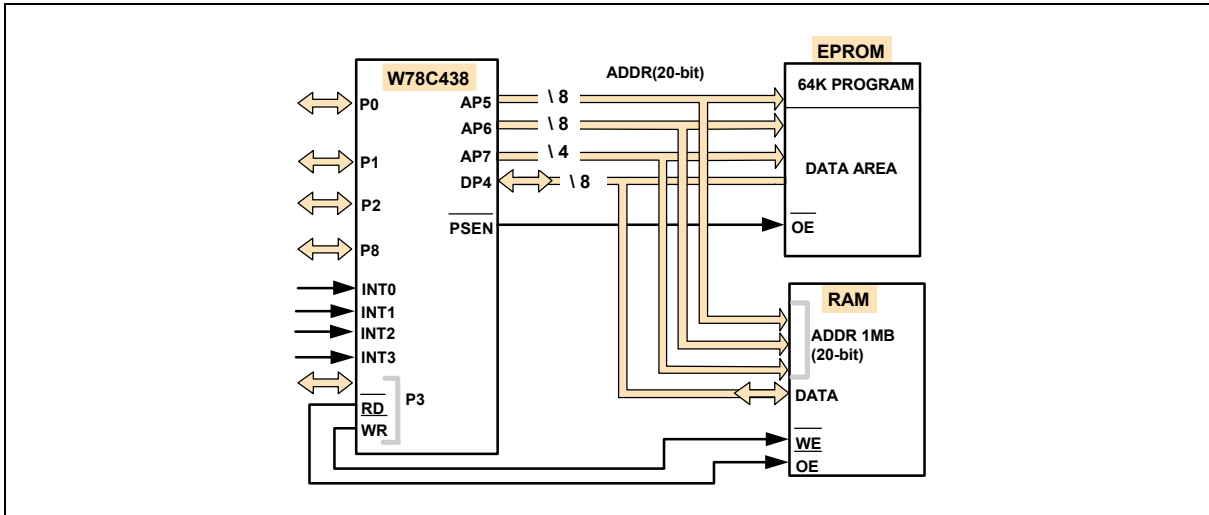 W78C438
P0
P1
P2
P8
INT0
INT1
INT2
INT3
P3
RD
WR
AP5
AP6
AP7
DP4
PSEN
\ 8
\ 8
\ 4
\ 8
ADDR(20-bit)
EPROM
64K PROGRAM
DATA AREA
OE
RAM
ADDR 1MB
(20-bit)
DATA
WE
OE